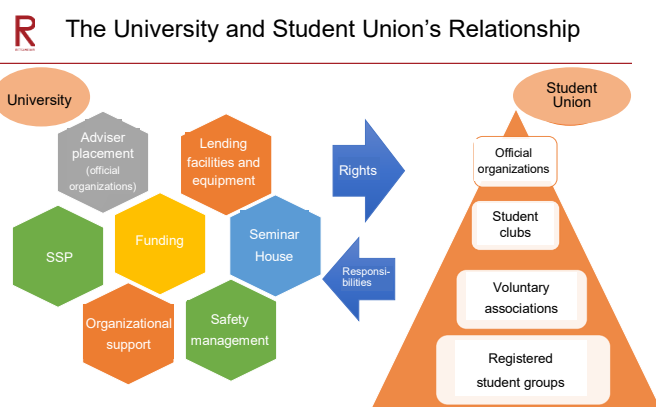 The University and Student Union's Relationship
R
RITSUMEIKAN
University
Student
Union
Adviser
placement
(official
organizations)
Lending
facilities and
equipment
SSP
Funding
Seminar
House
Organizational
support
Safety
management
Rights
Responsi-
bilities
Official
organizations
Student
clubs
Voluntary
associations
Registered
student groups